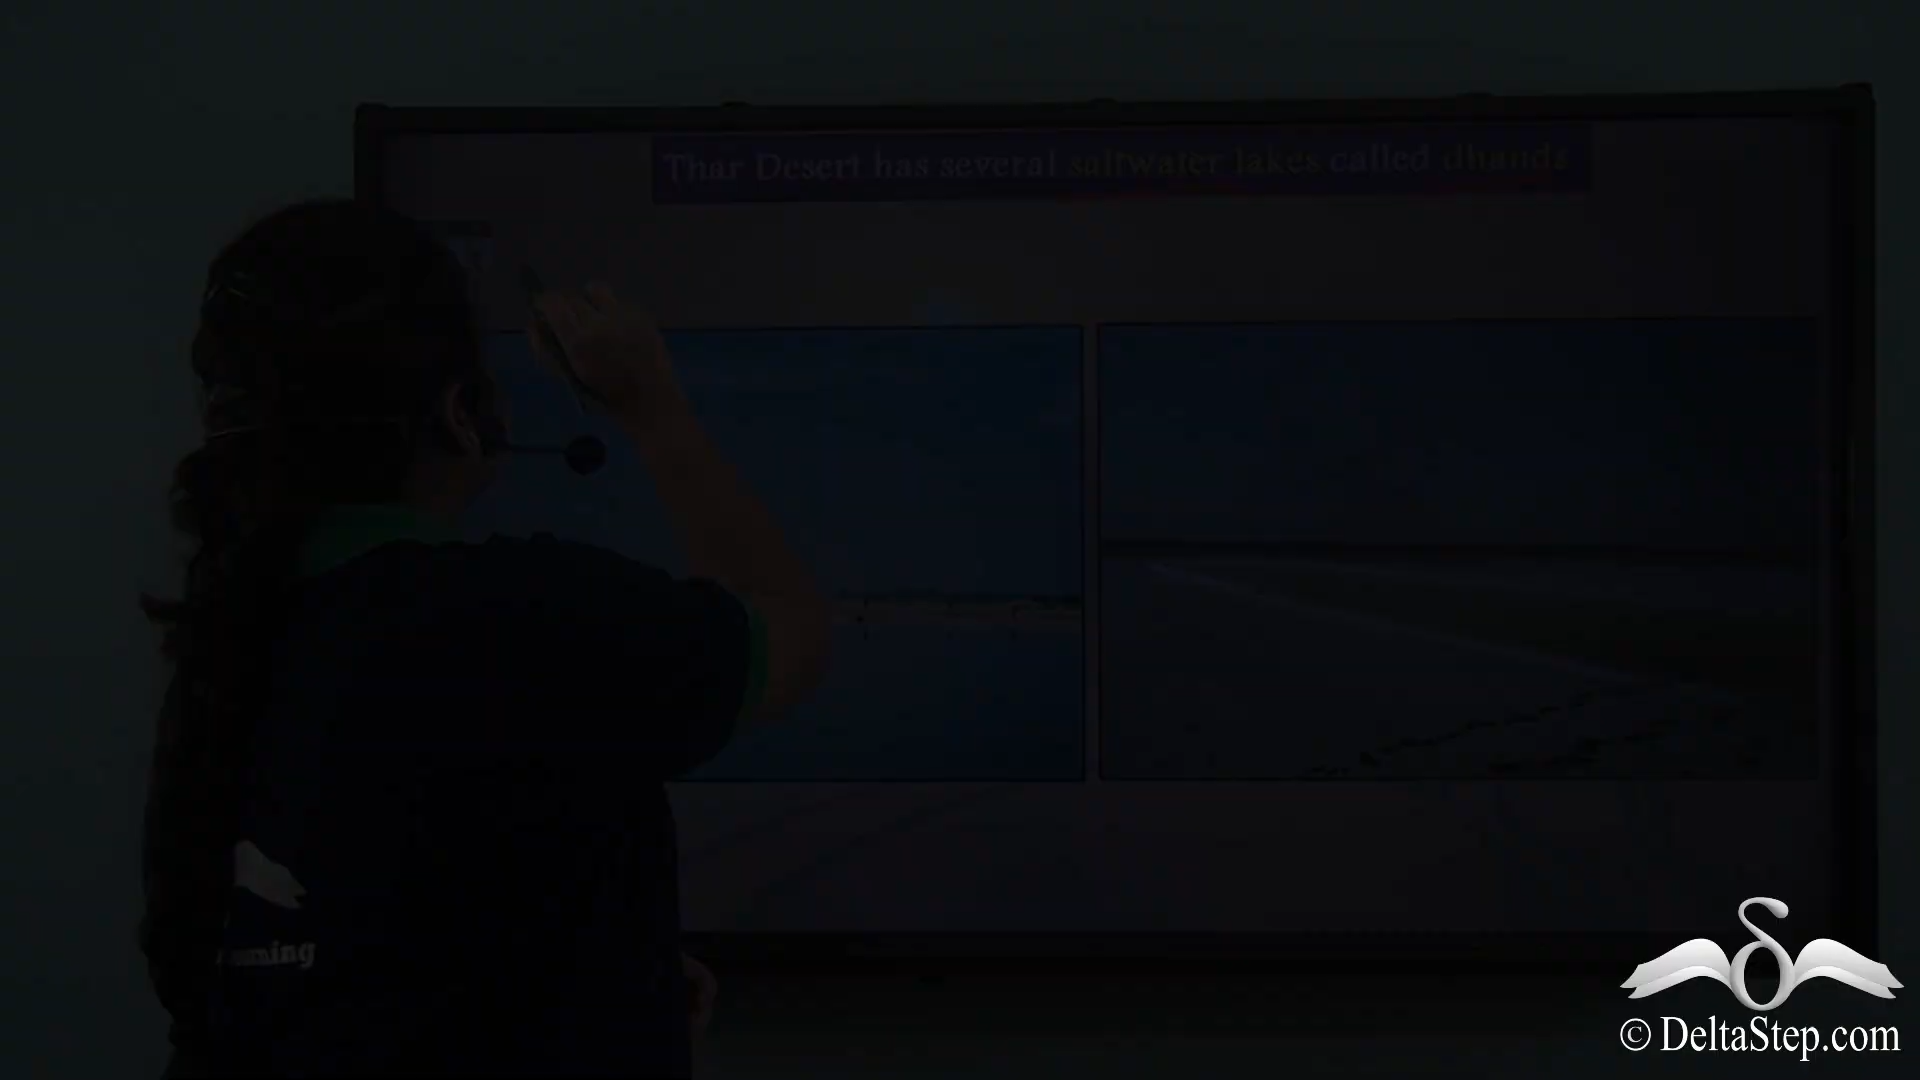 Thar Desert has several saltwater lakes called dhands
© DeltaStep.com